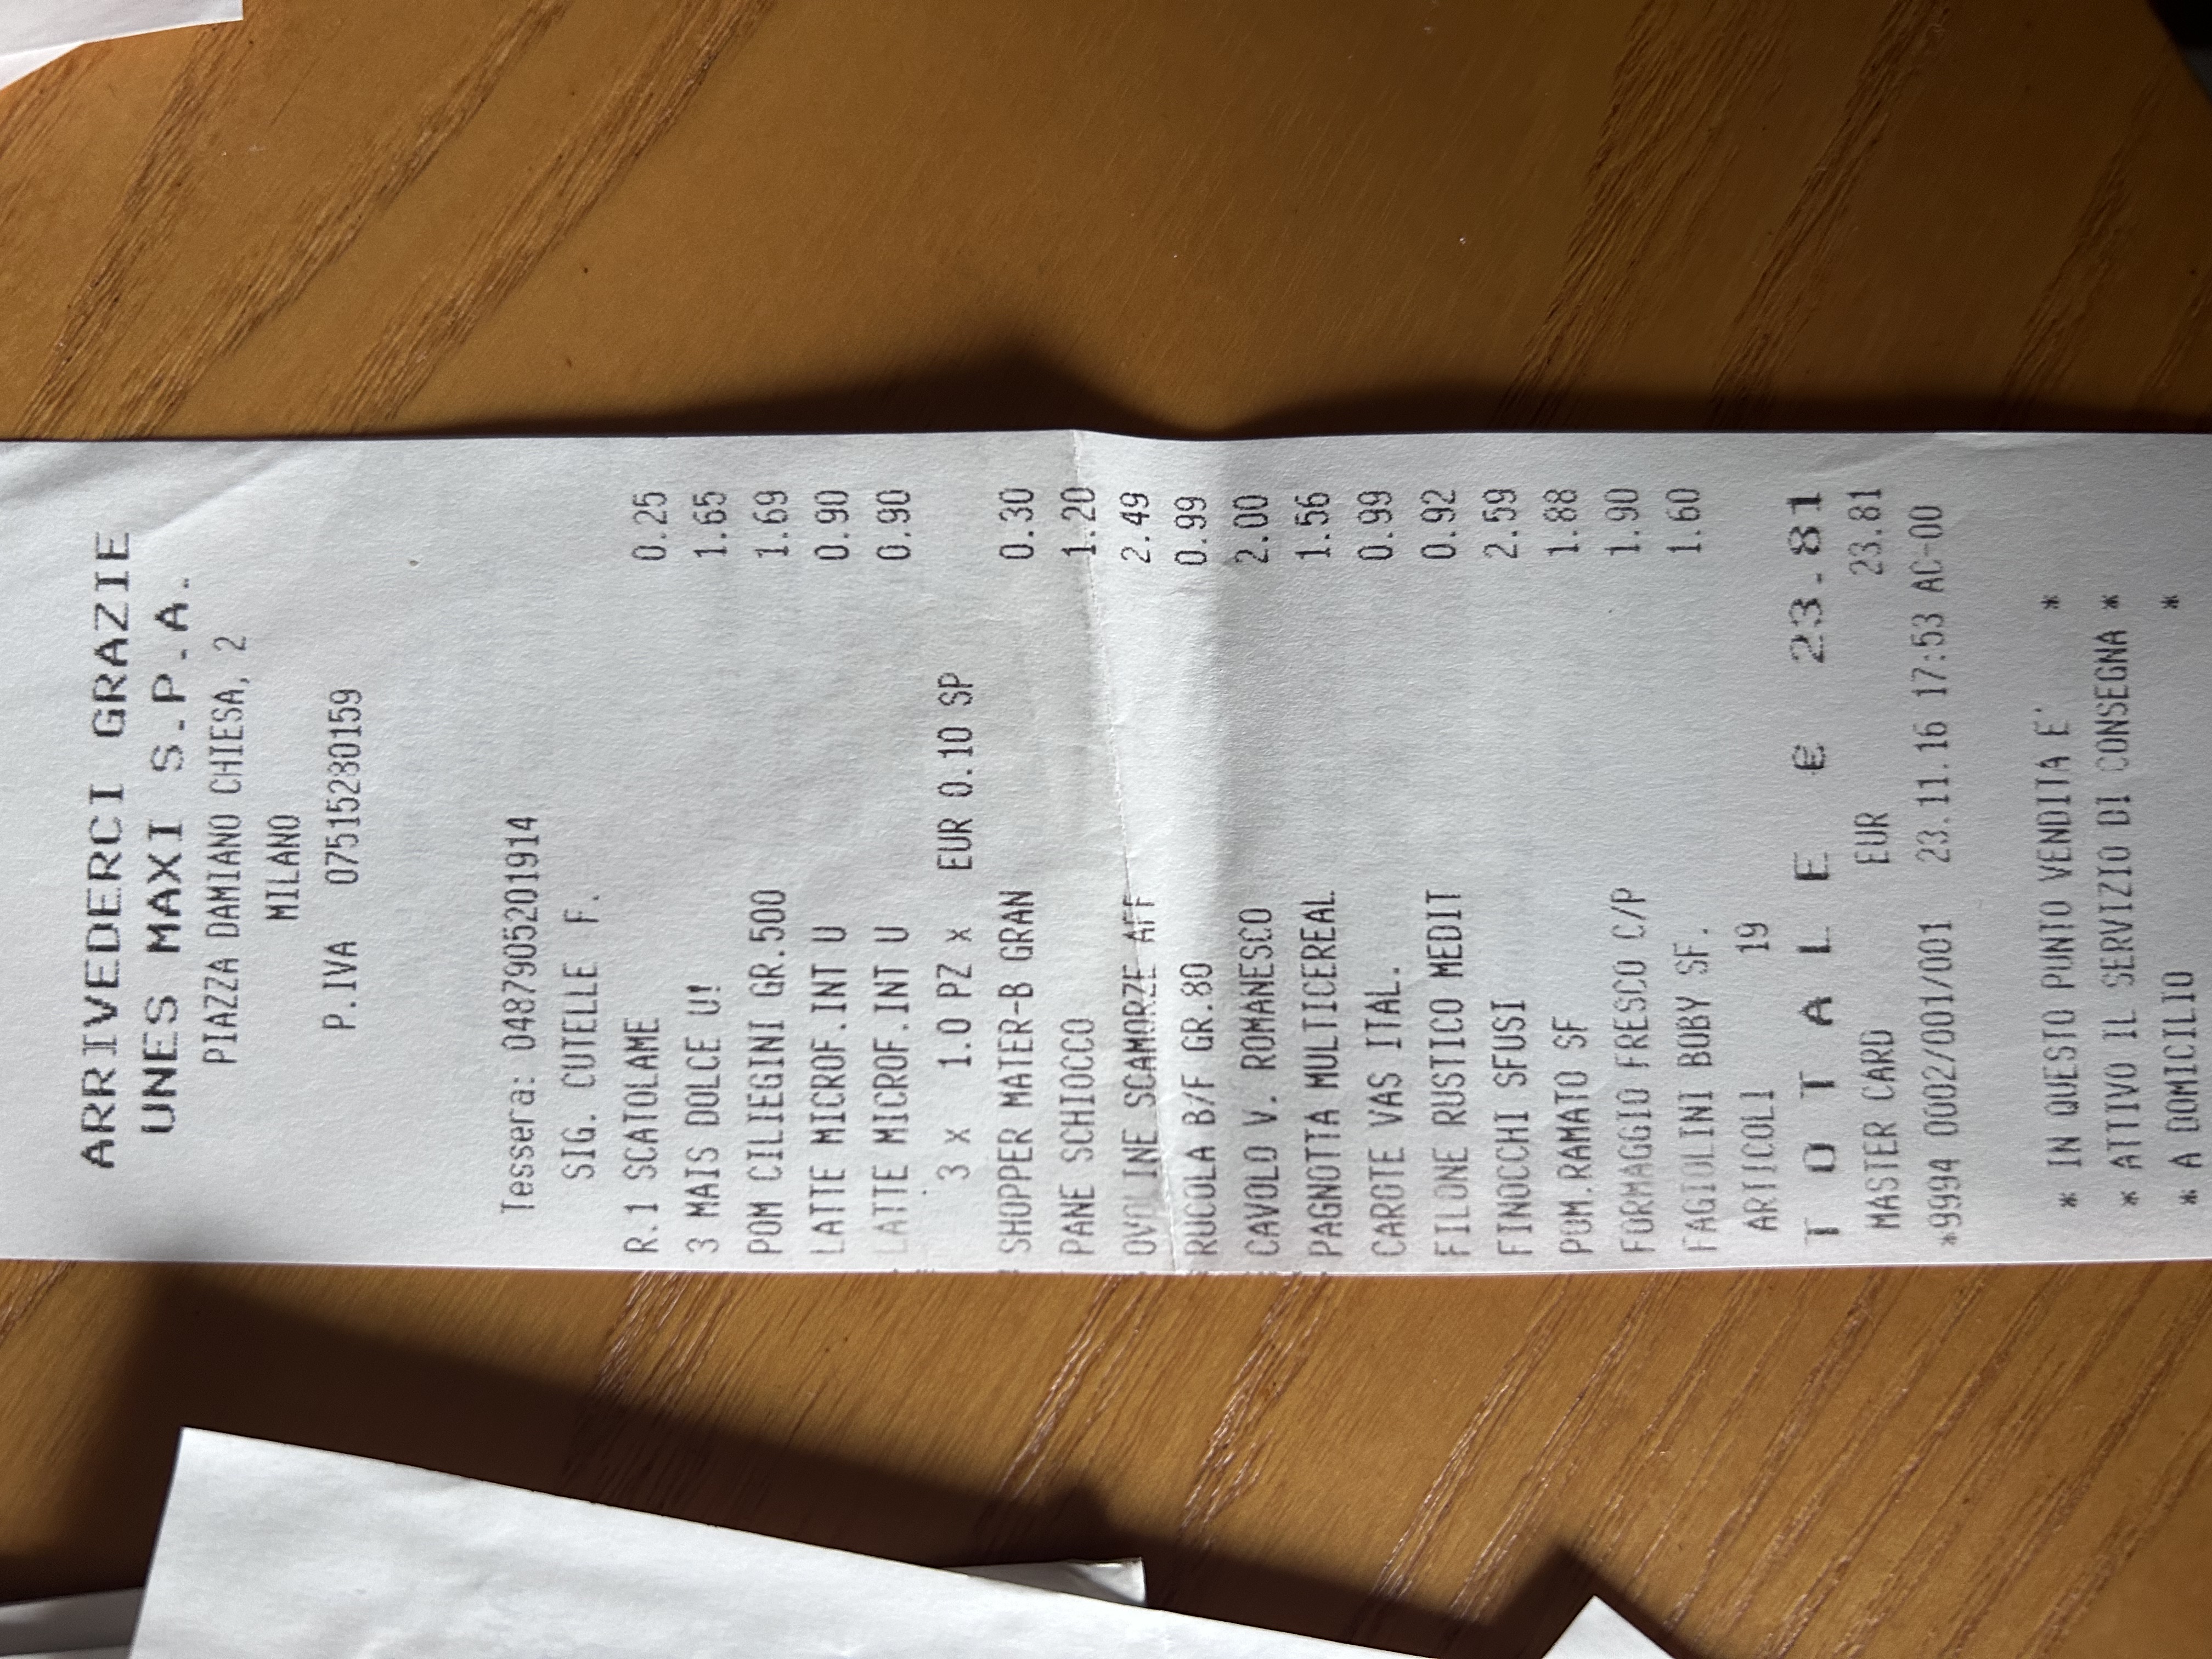 ARRIVEDERCI GRAZIE
UNES MAXI S.P.A.
PIAZZA DAMIANO CHIESA, 2
MILANO
P.IVA 07515280159
Tessera: 0487905201914
SIG. CUTELLE F.
R.1 SCATOLAME 0.25
3 MAIS DOLCE U! 1.65
POM CILIEGINI GR.500 1.69
LATTE MICROF.INT U 0.90
LATTE MICROF.INT U 0.90
3 x 1.0 PZ x EUR 0.10 SP
SHOPPER MATER-B GRAN 0.30
PANE SCHIOCCO 1.20
OVOLINE SCAMORZE AFF 2.49
RUCOLA B/F GR.80 0.99
CAVOLO V. ROMANESCO 2.00
PAGNOTTA MULTICEREAL 1.56
CAROTE VAS ITAL. 0.99
FILONE RUSTICO MEDIT 0.92
FINOCCHI SFUSI 2.59
POM.RAMATO SF 1.88
FORMAGGIO FRESCO C/P 1.90
FAGIOLINI BOBY SF. 1.60
ARTICOLI 19
TOTALE € 23.81
MASTER CARD EUR 23.81
*9994 0002/001/001 23.11.16 17:53 AC-00
* IN QUESTO PUNTO VENDITA E' *
* ATTIVO IL SERVIZIO DI CONSEGNA *
* A DOMICILIO *